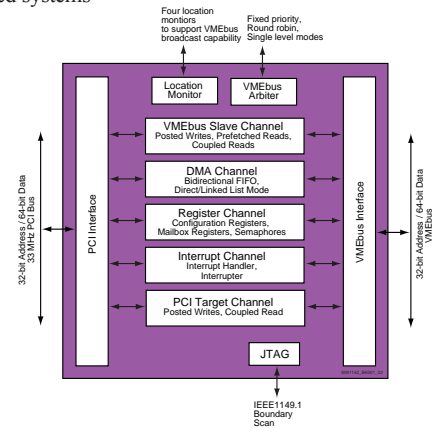 ed systems
Four location
montiors
to support VMEbus
broadcast capability
Fixed priority,
Round robin,
Single level modes
Location
Monitor
VMEbus
Arbiter
VMEbus Slave Channel
Posted Writes, Prefetched Reads,
Coupled Reads
DMA Channel
Bidirectional FIFO,
Direct/Linked List Mode
Register Channel
Configuration Registers,
Mailbox Registers, Semaphores
Interrupt Channel
Interrupt Handler,
Interrupter
PCI Target Channel
Posted Writes, Coupled Read
32-bit Address / 64-bit Data
33 MHz PCI Bus
PCI Interface
VMEbus Interface
32-bit Address / 64-bit Data
VMEbus
JTAG
IEEE1149.1
Boundary
Scan